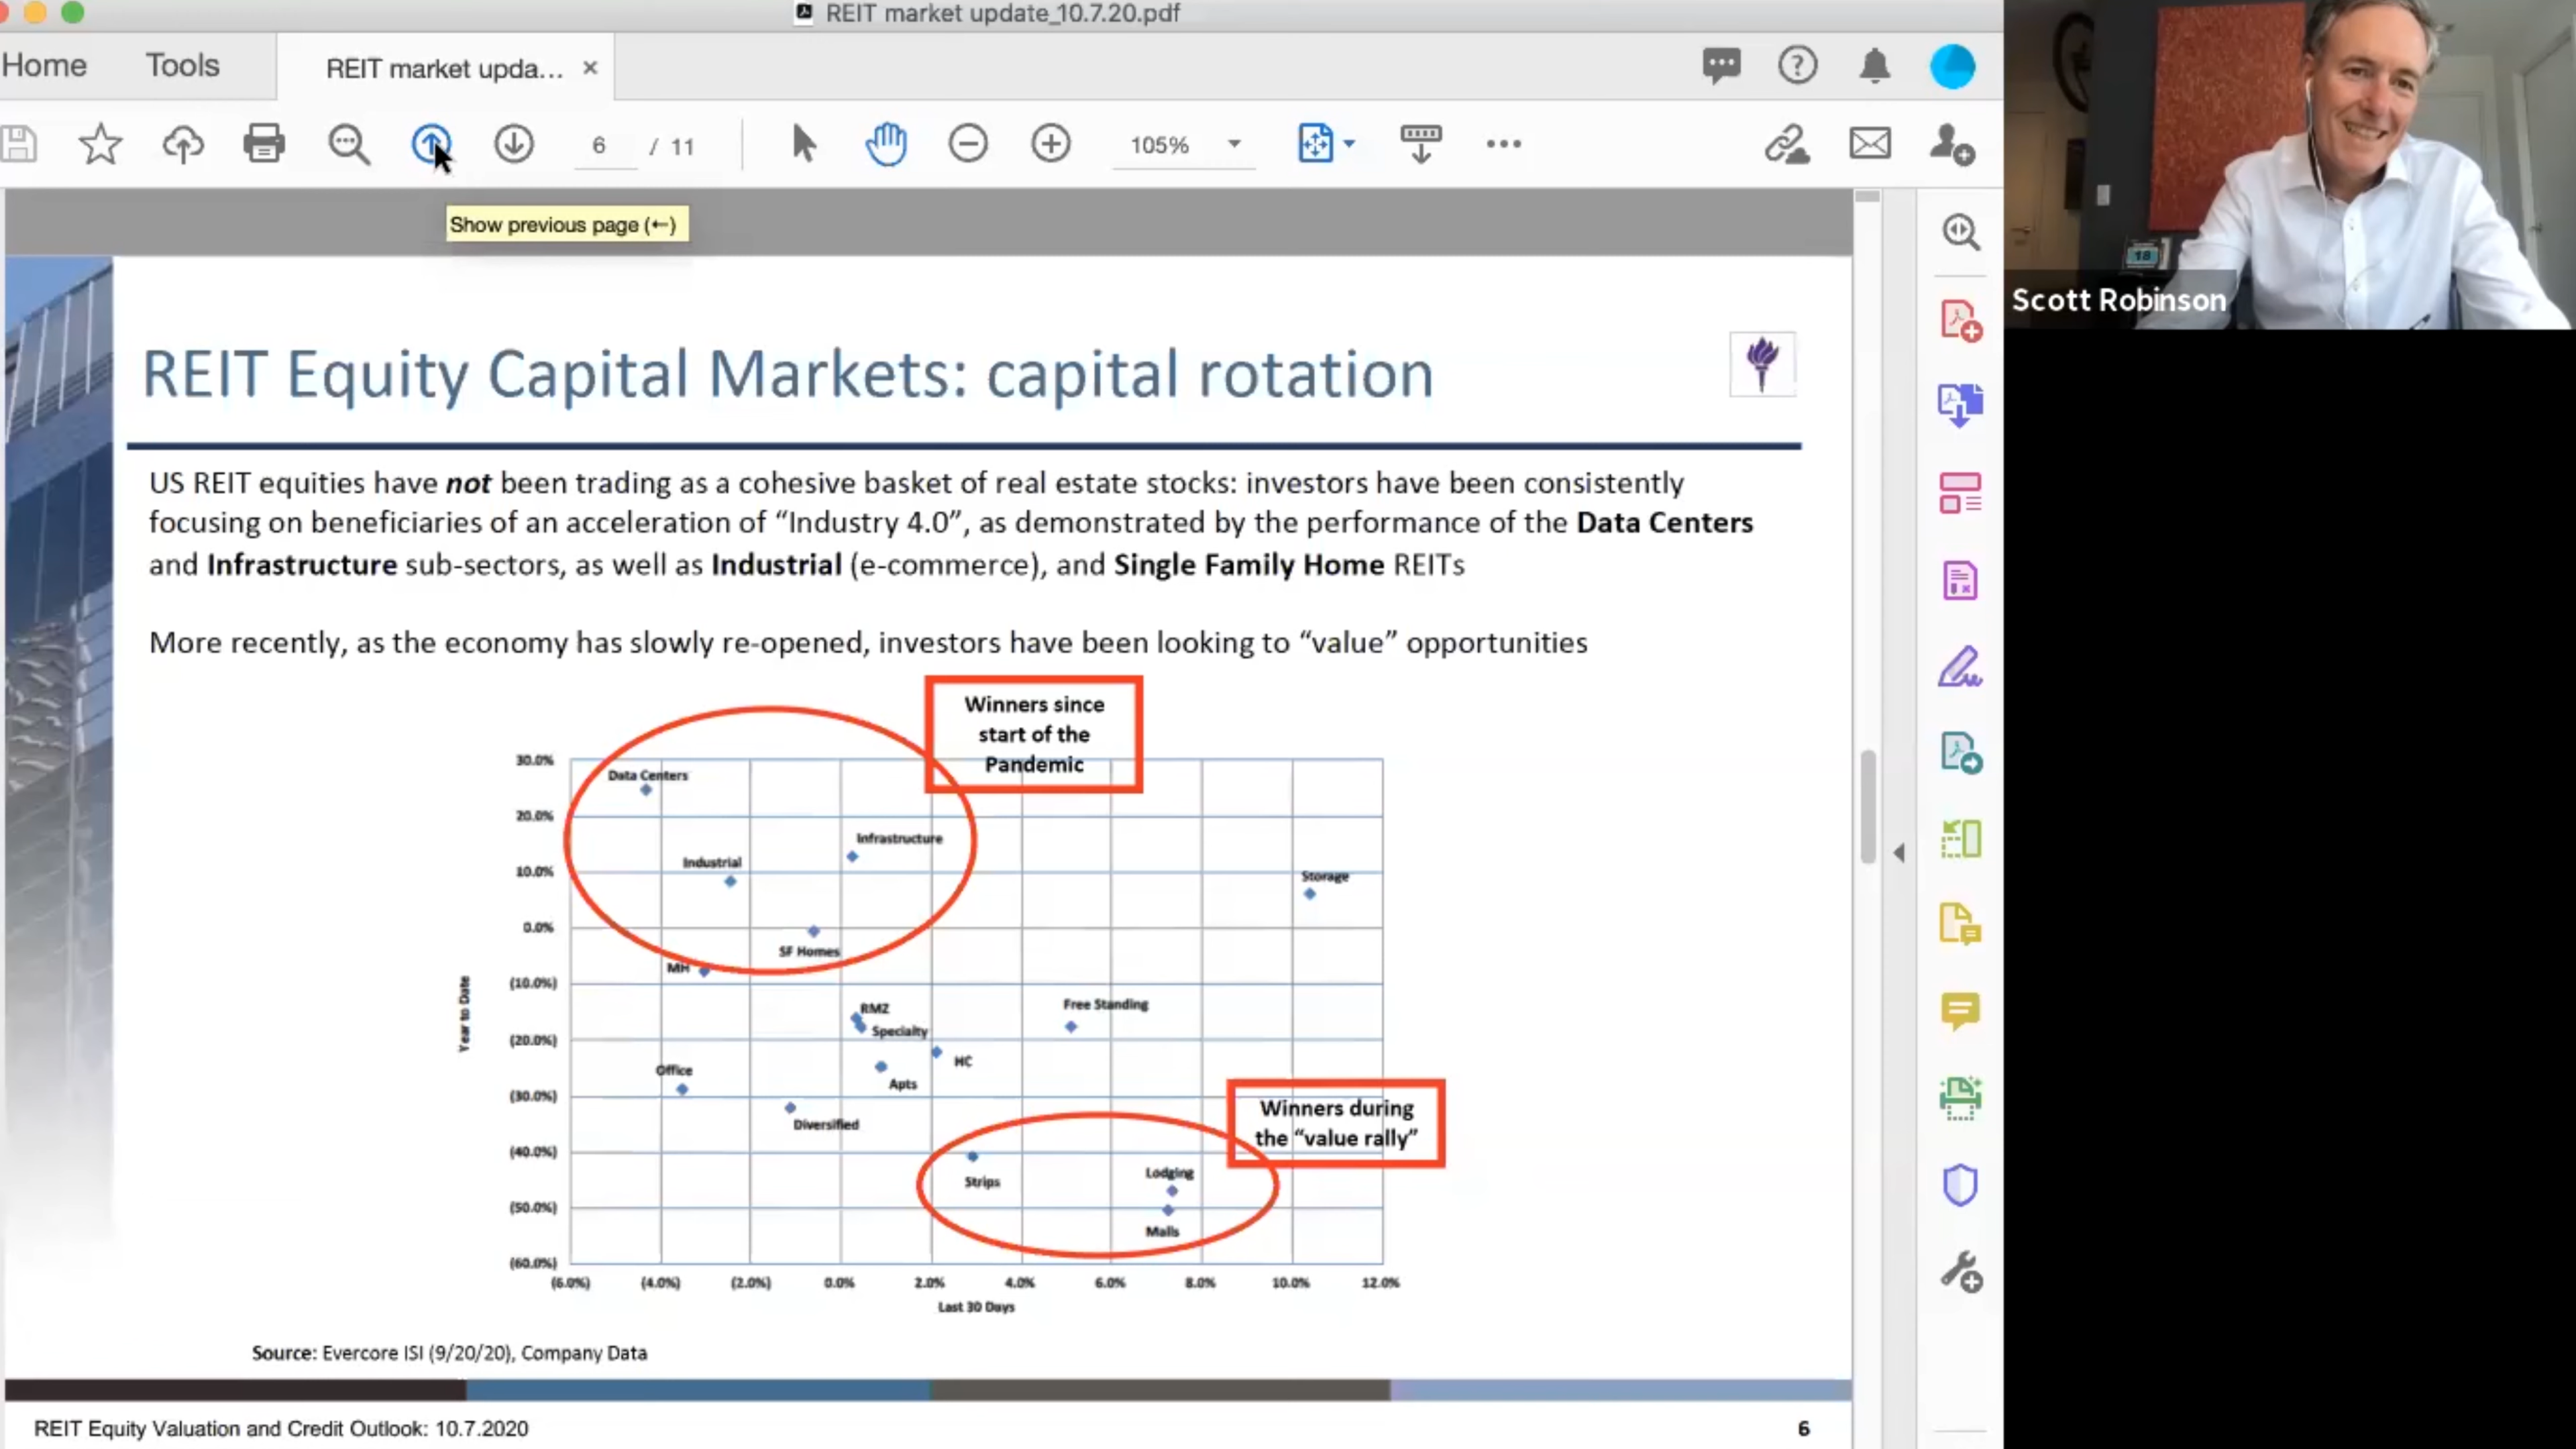 REIT market update_10.7.20.pdf
Home
Tools
REIT market upda... ×
6 / 11
105%
Show previous page (←)
18
Scott Robinson
REIT Equity Capital Markets: capital rotation
US REIT equities have not been trading as a cohesive basket of real estate stocks: investors have been consistently
focusing on beneficiaries of an acceleration of “Industry 4.0”, as demonstrated by the performance of the Data Centers
and Infrastructure sub-sectors, as well as Industrial (e-commerce), and Single Family Home REITs
More recently, as the economy has slowly re-opened, investors have been looking to “value” opportunities
Winners since
start of the
Pandemic
30.0%
Data Centers
20.0%
Infrastructure
Industrial
10.0%
Storage
0.0%
SF Homes
MH
(10.0%)
Year to Date
RMZ
Free Standing
Specialty
(20.0%)
HC
Office
Apts
(30.0%)
Diversified
Winners during
the “value rally”
(40.0%)
Lodging
Strips
(50.0%)
Malls
(60.0%)
(6.0%) (4.0%) (2.0%) 0.0% 2.0% 4.0% 6.0% 8.0% 10.0% 12.0%
Last 30 Days
Source: Evercore ISI (9/20/20), Company Data
REIT Equity Valuation and Credit Outlook: 10.7.2020
6